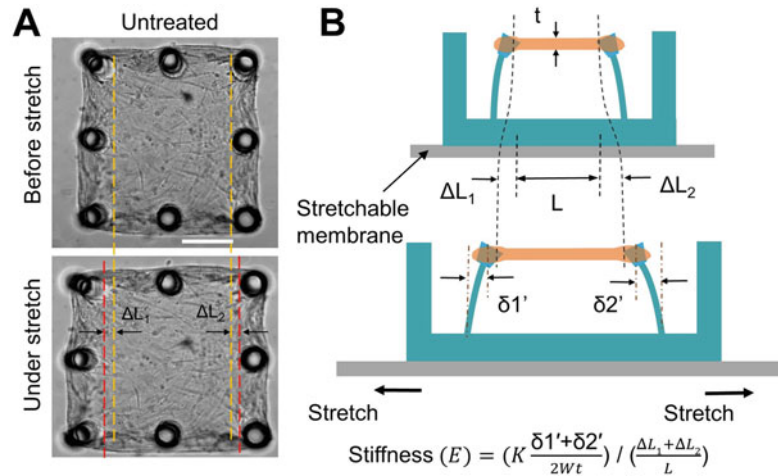 A
Untreated
Before stretch
Under stretch
ΔL₁
ΔL₂
B
t
ΔL₁
L
ΔL₂
Stretchable
membrane
δ1’
δ2’
Stretch
Stretch
Stiffness (E) = (K (δ1′+δ2′)/(2Wt)) / ((ΔL₁+ΔL₂)/L)